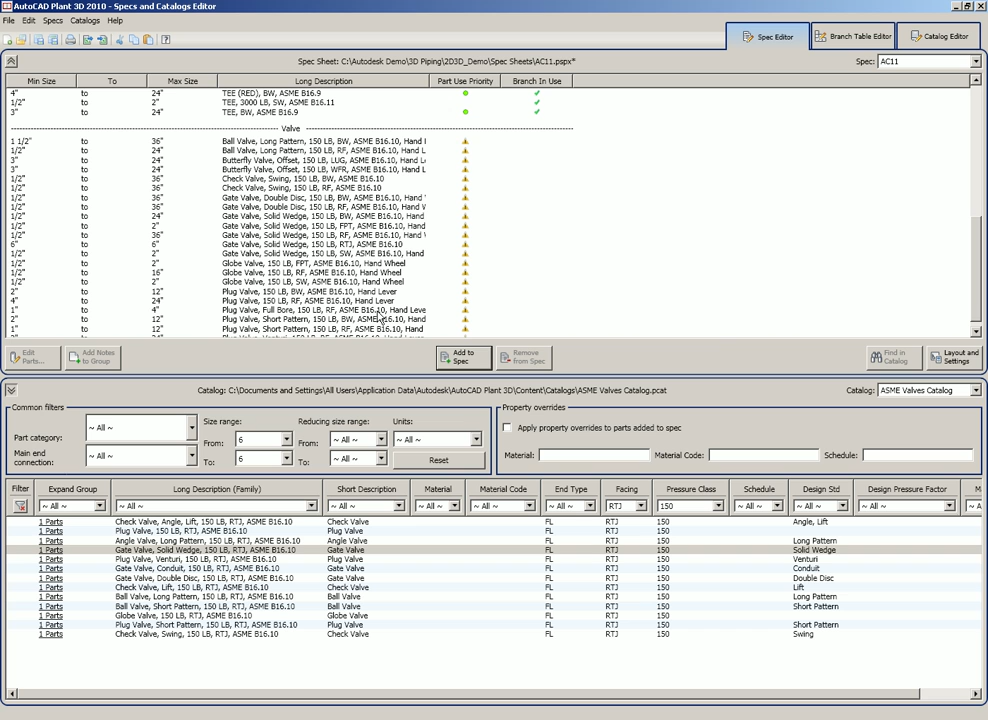 AutoCAD Plant 3D 2010 - Specs and Catalogs Editor
File Edit Specs Catalogs Help
Spec Editor Branch Table Editor Catalog Editor
Spec Sheet: C:\Autodesk Demo\3D Piping\2D3D_Demo\Spec Sheets\AC11.pspx* Spec: AC11
Min Size To Max Size Long Description Part Use Priority Branch In Use
4" to 24" TEE (RED), BW, ASME B16.9
1/2" to 2" TEE, 3000 LB, SW, ASME B16.11
3" to 24" TEE, BW, ASME B16.9
Valve
1 1/2" to 36" Ball Valve, Long Pattern, 150 LB, BW, ASME B16.10, Hand
1/2" to 24" Ball Valve, Long Pattern, 150 LB, RF, ASME B16.10, Hand
3" to 24" Butterfly Valve, Offset, 150 LB, LUG, ASME B16.10, Hand
3" to 24" Butterfly Valve, Offset, 150 LB, WFR, ASME B16.10, Hand
1/2" to 36" Check Valve, Swing, 150 LB, BW, ASME B16.10
1/2" to 36" Check Valve, Swing, 150 LB, RF, ASME B16.10
1/2" to 36" Gate Valve, Double Disc, 150 LB, BW, ASME B16.10, Hand
1/2" to 36" Gate Valve, Double Disc, 150 LB, RF, ASME B16.10, Hand
1/2" to 24" Gate Valve, Solid Wedge, 150 LB, BW, ASME B16.10, Hand
1/2" to 2" Gate Valve, Solid Wedge, 150 LB, FPT, ASME B16.10, Hand
1/2" to 36" Gate Valve, Solid Wedge, 150 LB, RF, ASME B16.10, Hand
6" to 6" Gate Valve, Solid Wedge, 150 LB, RTJ, ASME B16.10
1/2" to 2" Gate Valve, Solid Wedge, 150 LB, SW, ASME B16.10, Hand
1/2" to 2" Globe Valve, 150 LB, FPT, ASME B16.10, Hand Wheel
1/2" to 16" Globe Valve, 150 LB, RF, ASME B16.10, Hand Wheel
1/2" to 2" Globe Valve, 150 LB, SW, ASME B16.10, Hand Wheel
2" to 12" Plug Valve, 150 LB, BW, ASME B16.10, Hand Lever
4" to 24" Plug Valve, 150 LB, RF, ASME B16.10, Hand Lever
1" to 4" Plug Valve, Full Bore, 150 LB, RF, ASME B16.10, Hand Leve
2" to 12" Plug Valve, Short Pattern, 150 LB, BW, ASME B16.10, Hand
1" to 12" Plug Valve, Short Pattern, 150 LB, RF, ASME B16.10, Hand
Edit Parts... Add Notes to Group Add to Spec Remove from Spec Find in Catalog Layout and Settings
Catalog: C:\Documents and Settings\All Users\Application Data\Autodesk\AutoCAD Plant 3D\Content\Catalogs\ASME Valves Catalog.pcat Catalog: ASME Valves Catalog
Common filters Property overrides
Part category: ~ All ~ Size range: Reducing size range: Units:
From: 6 From: ~ All ~ ~ All ~ Apply property overrides to parts added to spec
Main end connection: ~ All ~ To: 6 To: ~ All ~ Reset Material: Material Code: Schedule:
Filter Expand Group Long Description (Family) Short Description Material Material Code End Type Facing Pressure Class Schedule Design Std Design Pressure Factor M
~ All ~ ~ All ~ ~ All ~ ~ All ~ ~ All ~ ~ All ~ RTJ 150 ~ All ~ ~ All ~ ~ All ~ ~ A
1 Parts Check Valve, Angle, Lift, 150 LB, RTJ, ASME B16.10 Check Valve FL RTJ 150 Angle, Lift
1 Parts Plug Valve, 150 LB, RTJ, ASME B16.10 Plug Valve FL RTJ 150
1 Parts Angle Valve, Long Pattern, 150 LB, RTJ, ASME B16.10 Angle Valve FL RTJ 150 Long Pattern
1 Parts Gate Valve, Solid Wedge, 150 LB, RTJ, ASME B16.10 Gate Valve FL RTJ 150 Solid Wedge
1 Parts Plug Valve, Venturi, 150 LB, RTJ, ASME B16.10 Plug Valve FL RTJ 150 Venturi
1 Parts Gate Valve, Conduit, 150 LB, RTJ, ASME B16.10 Gate Valve FL RTJ 150 Conduit
1 Parts Gate Valve, Double Disc, 150 LB, RTJ, ASME B16.10 Gate Valve FL RTJ 150 Double Disc
1 Parts Check Valve, Lift, 150 LB, RTJ, ASME B16.10 Check Valve FL RTJ 150 Lift
1 Parts Ball Valve, Long Pattern, 150 LB, RTJ, ASME B16.10 Ball Valve FL RTJ 150 Long Pattern
1 Parts Ball Valve, Short Pattern, 150 LB, RTJ, ASME B16.10 Ball Valve FL RTJ 150 Short Pattern
1 Parts Globe Valve, 150 LB, RTJ, ASME B16.10 Globe Valve FL RTJ 150
1 Parts Plug Valve, Short Pattern, 150 LB, RTJ, ASME B16.10 Plug Valve FL RTJ 150 Short Pattern
1 Parts Check Valve, Swing, 150 LB, RTJ, ASME B16.10 Check Valve FL RTJ 150 Swing